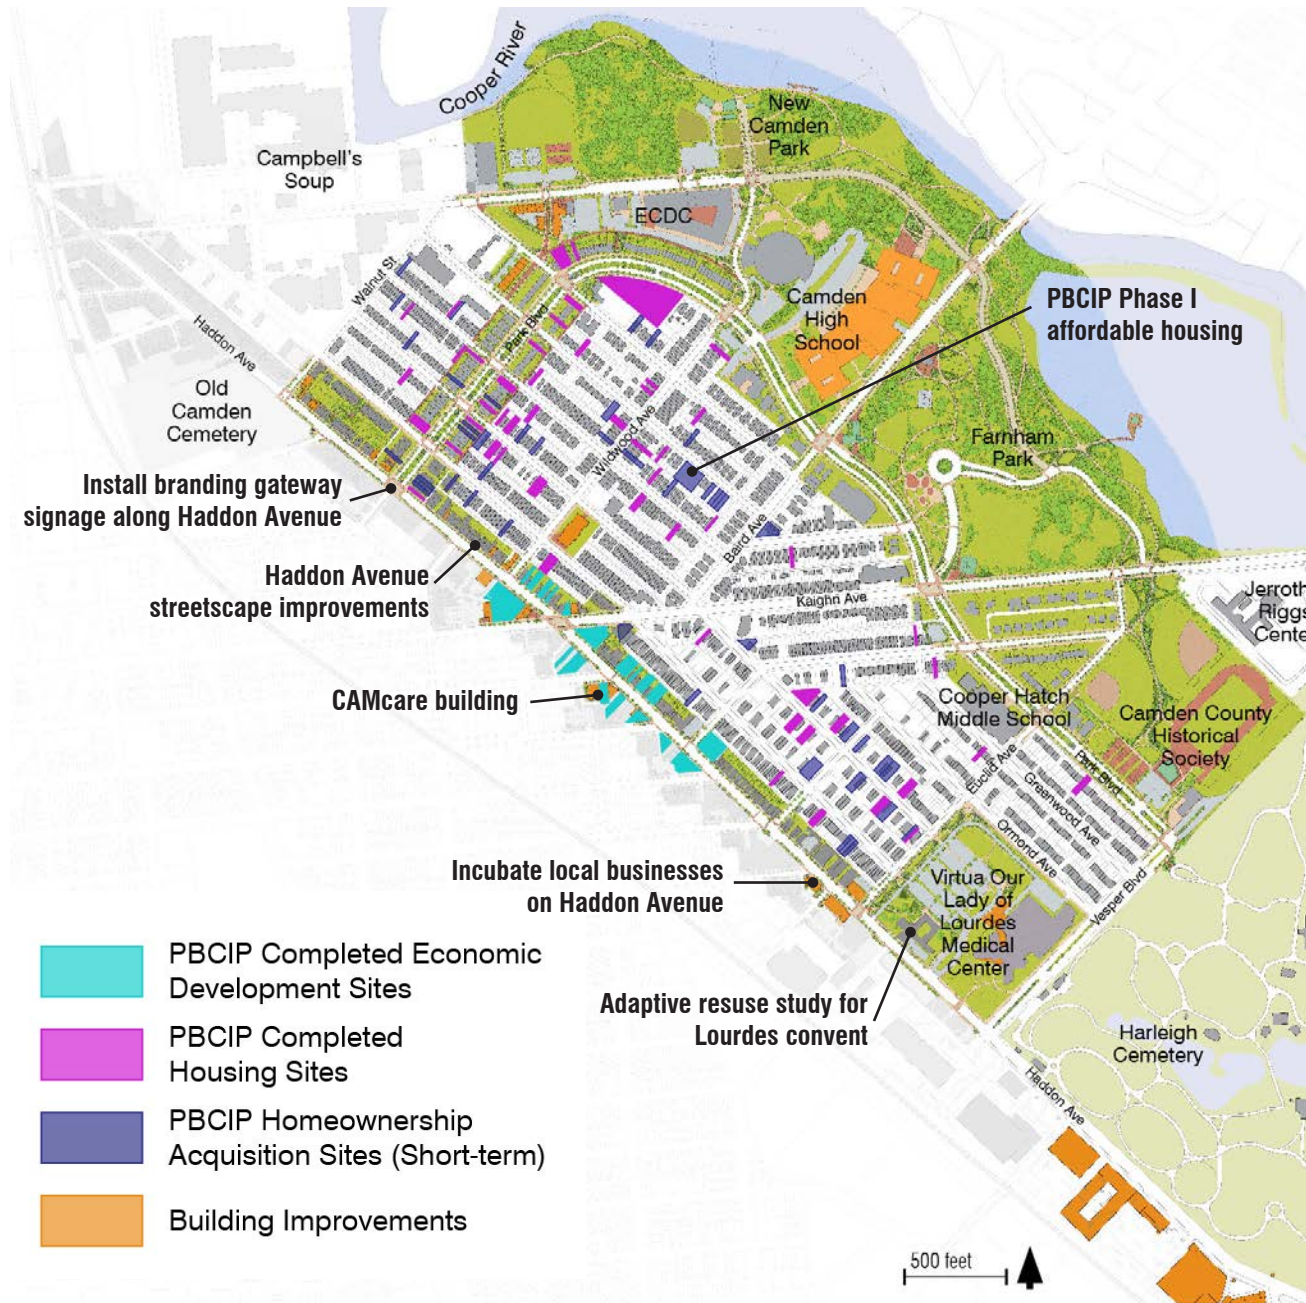 Cooper River
New
Camden
Park
Campbell's
Soup
ECDC
Walnut St.
Camden
High
School
PBCIP Phase I
affordable housing
Park Blvd
Haddon Ave
Old
Camden
Cemetery
Wildwood Ave
Farnham
Park
Install branding gateway
signage along Haddon Avenue
Baird Ave
Haddon Avenue
streetscape improvements
Kaighn Ave
Jerroth
Riggs
Cente
CAMcare building
Cooper Hatch
Middle School
Camden County
Historical
Society
Euclid Ave
Park Blvd
Greenwood Ave
Ormond Ave
Incubate local businesses
on Haddon Avenue
Virtua Our
Lady of
Lourdes
Medical
Center
Vesper Blvd
Adaptive resuse study for
Lourdes convent
Harleigh
Cemetery
Haddon Ave
PBCIP Completed Economic
Development Sites
PBCIP Completed
Housing Sites
PBCIP Homeownership
Acquisition Sites (Short-term)
Building Improvements
500 feet